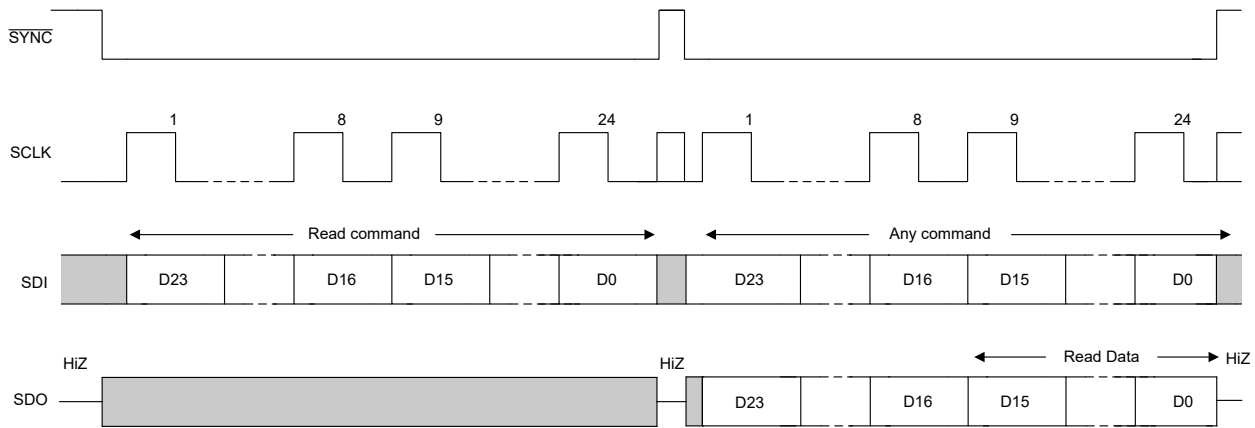 SYNC
1 8 9 24 1 8 9 24
SCLK
Read command Any command
SDI D23 D16 D15 D0 D23 D16 D15 D0
HiZ HiZ Read Data HiZ
SDO D23 D16 D15 D0